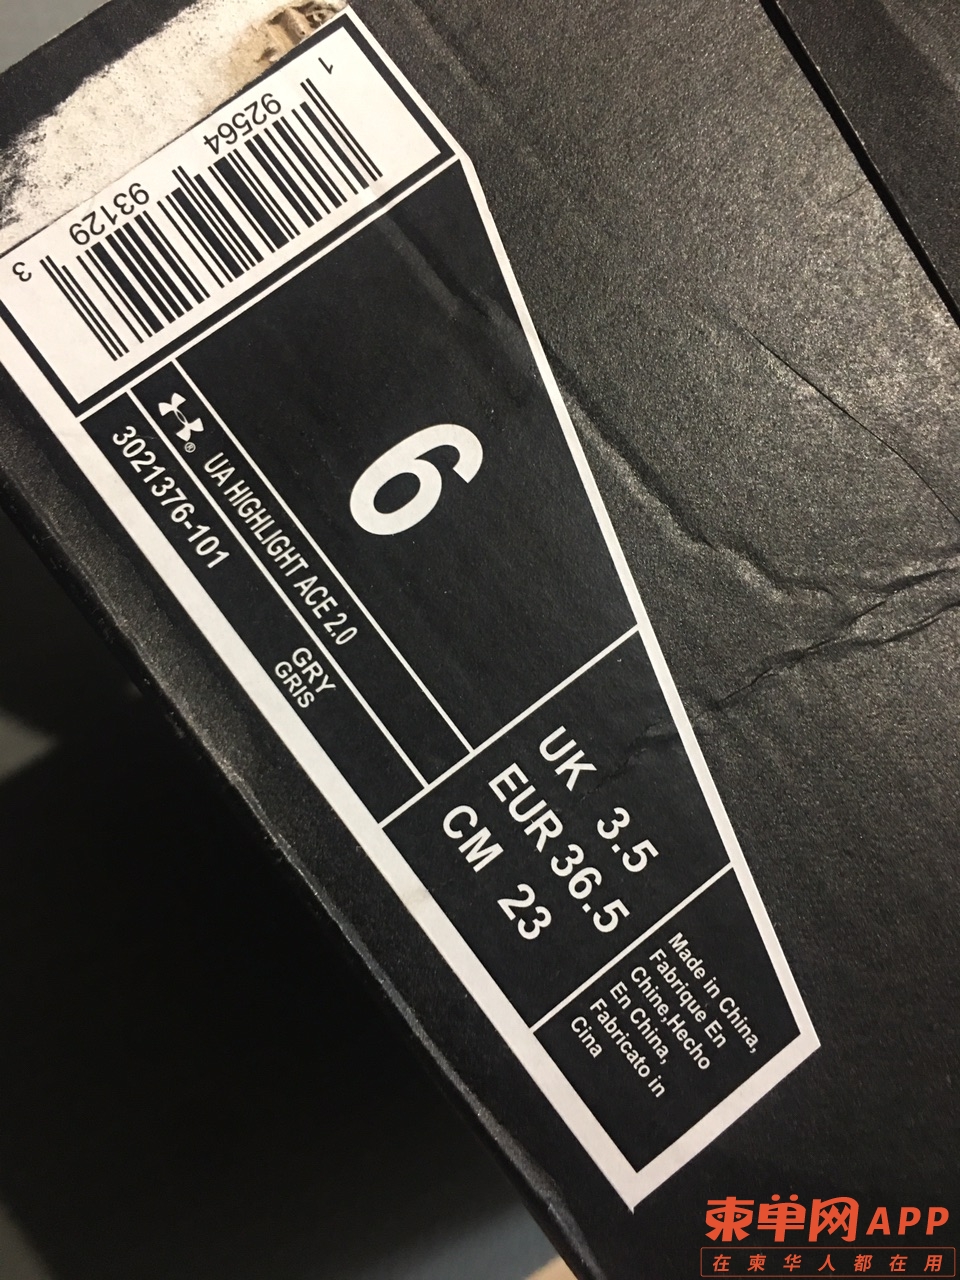 1 92564 93129 3
6
® UA HIGHLIGHT ACE 2.0
3021376-101
GRY
GRIS
UK 3.5
EUR 36.5
CM 23
Made in China,
Fabrique En
Chine,Hecho
En China,
Fabricato in
Cina
柬单网APP
在柬华人都在用